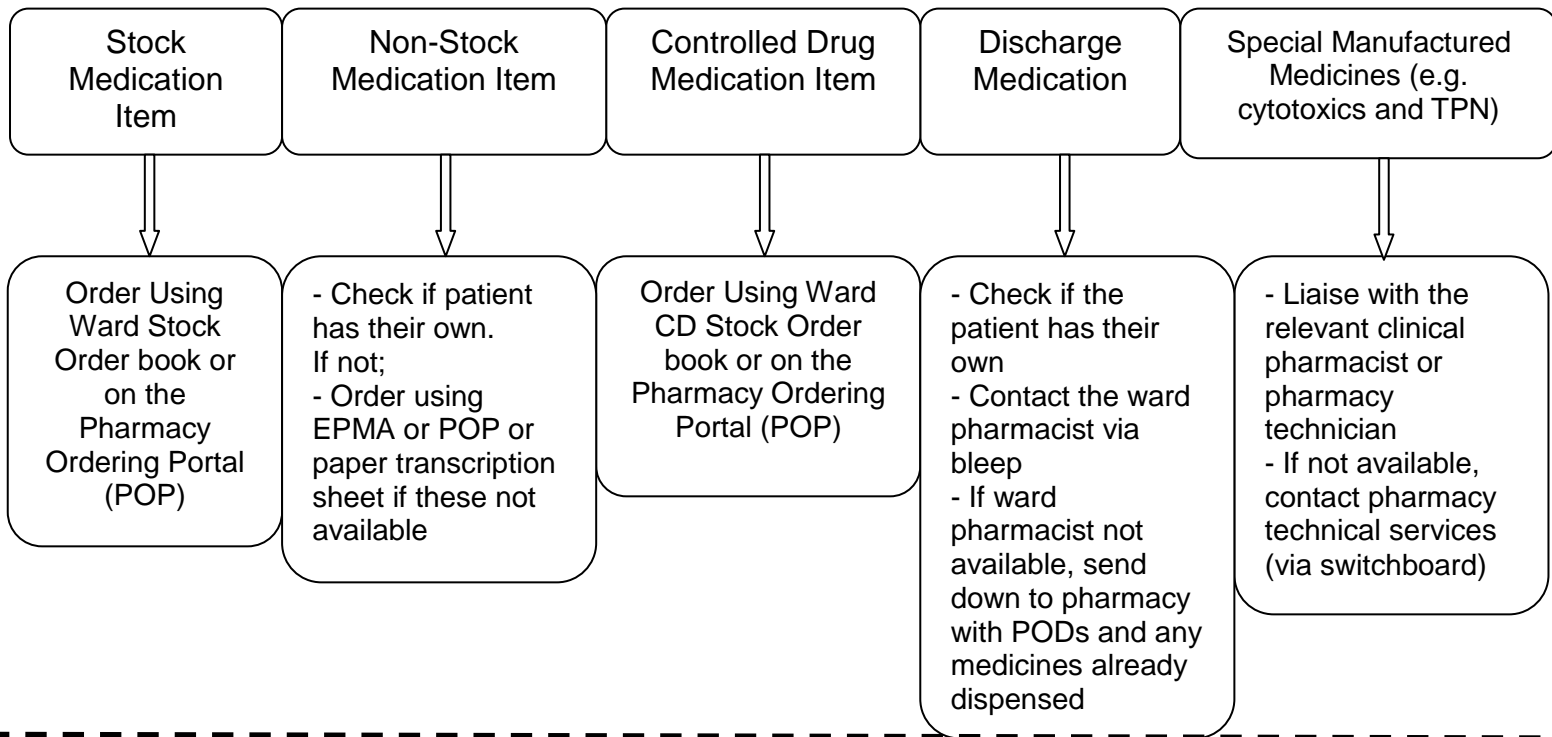 Stock
Medication
Item
Non-Stock
Medication Item
Controlled Drug
Medication Item
Discharge
Medication
Special Manufactured
Medicines (e.g.
cytotoxics and TPN)
Order Using
Ward Stock
Order book or
on the
Pharmacy
Ordering Portal
(POP)
- Check if patient
has their own.
If not;
- Order using
EPMA or POP or
paper transcription
sheet if these not
available
Order Using Ward
CD Stock Order
book or on the
Pharmacy Ordering
Portal (POP)
- Check if the
patient has their
own
- Contact the ward
pharmacist via
bleep
- If ward
pharmacist not
available, send
down to pharmacy
with PODs and any
medicines already
dispensed
- Liaise with the
relevant clinical
pharmacist or
pharmacy
technician
- If not available,
contact pharmacy
technical services
(via switchboard)